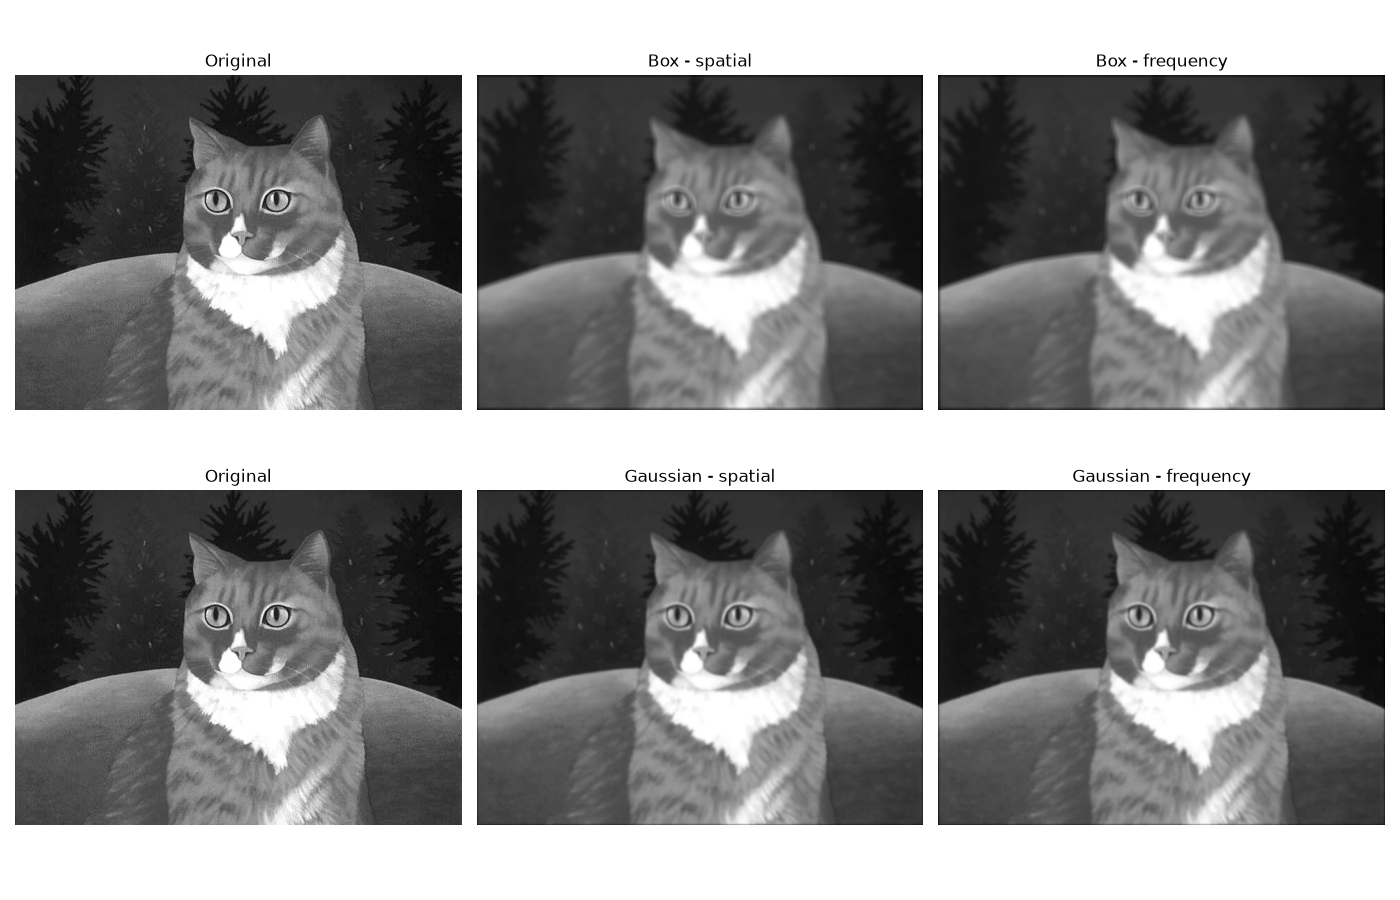 Original
Box - spatial
Box - frequency
Original
Gaussian - spatial
Gaussian - frequency